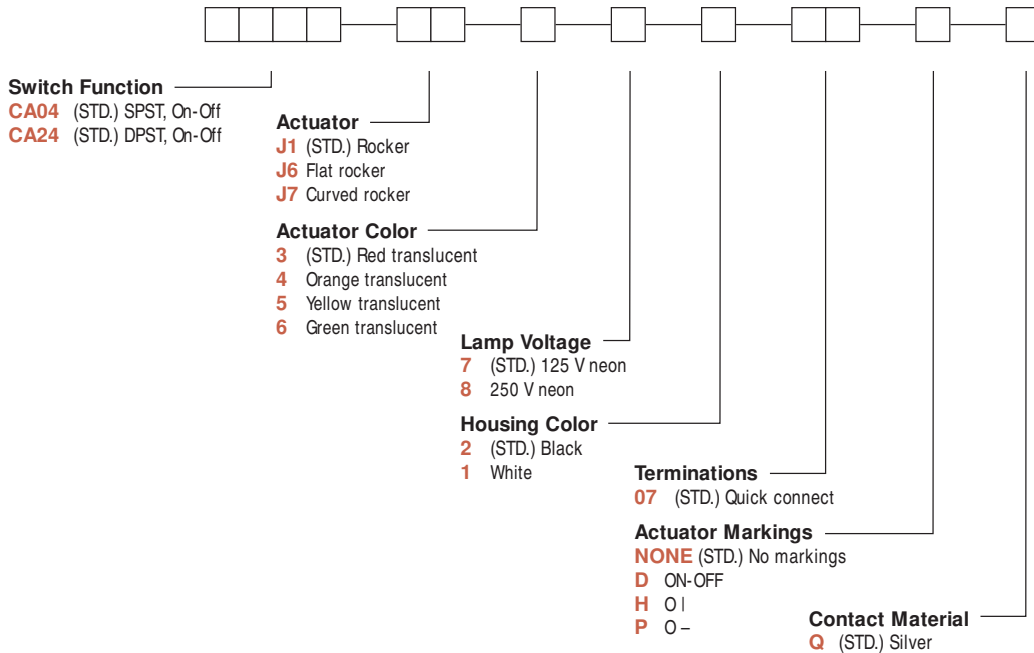 Switch Function
CA04 (STD.) SPST, On-Off
CA24 (STD.) DPST, On-Off
Actuator
J1 (STD.) Rocker
J6 Flat rocker
J7 Curved rocker
Actuator Color
3 (STD.) Red translucent
4 Orange translucent
5 Yellow translucent
6 Green translucent
Lamp Voltage
7 (STD.) 125 V neon
8 250 V neon
Housing Color
2 (STD.) Black
1 White
Terminations
07 (STD.) Quick connect
Actuator Markings
NONE (STD.) No markings
D ON-OFF
H O I
P O –
Contact Material
Q (STD.) Silver